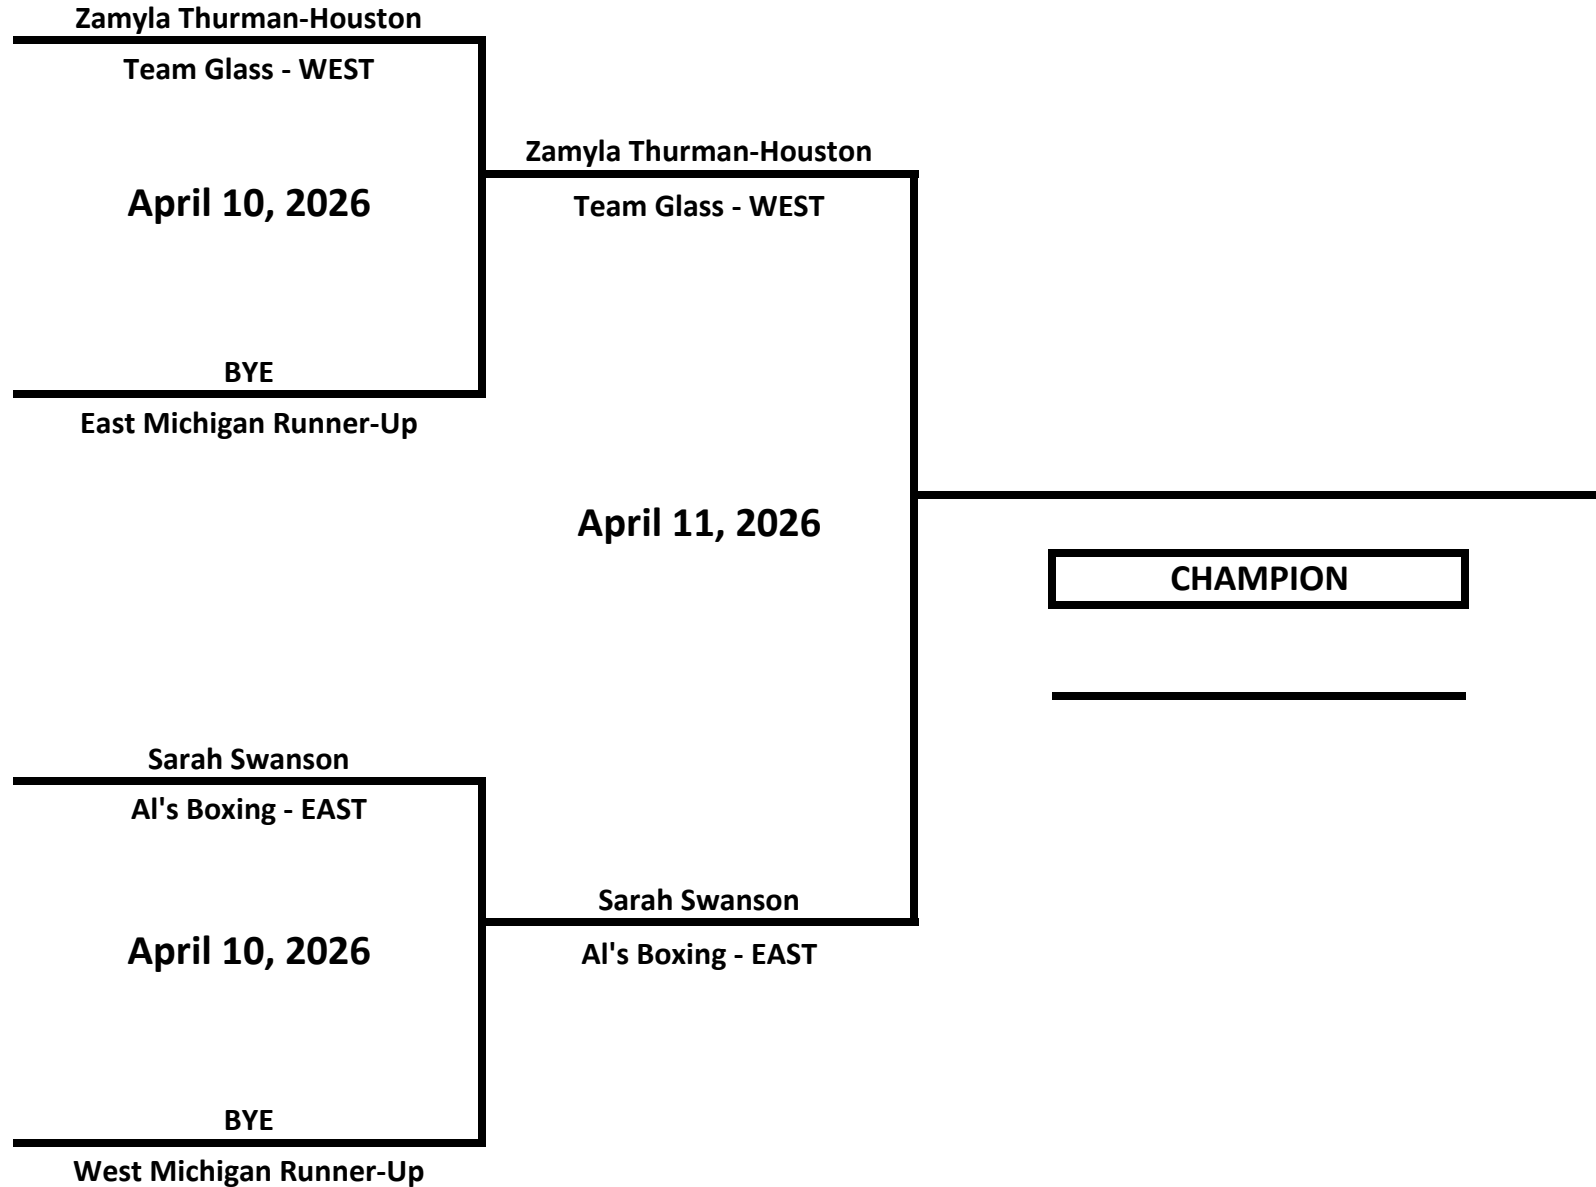 Zamyla Thurman-Houston
Team Glass - WEST
April 10, 2026
BYE
East Michigan Runner-Up
Zamyla Thurman-Houston
Team Glass - WEST
April 11, 2026
CHAMPION
Sarah Swanson
Al's Boxing - EAST
April 10, 2026
BYE
West Michigan Runner-Up
Sarah Swanson
Al's Boxing - EAST